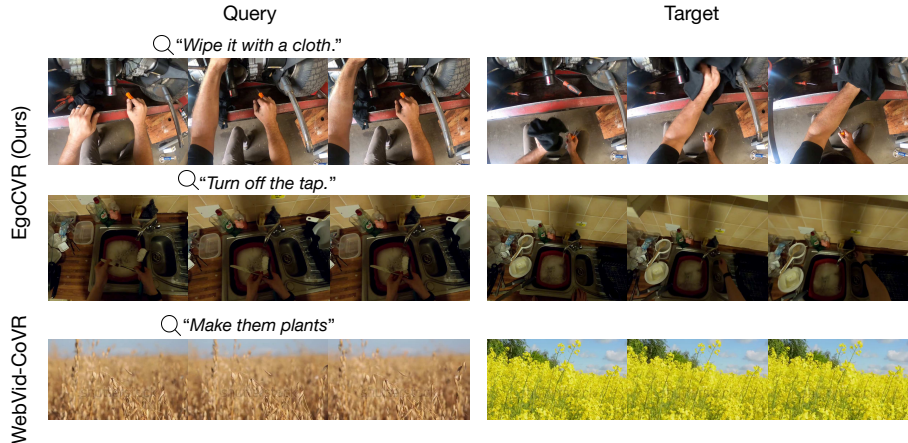 Query
Target
EgoCVR (Ours)
“Wipe it with a cloth.”
“Turn off the tap.”
WebVid-CoVR
“Make them plants”